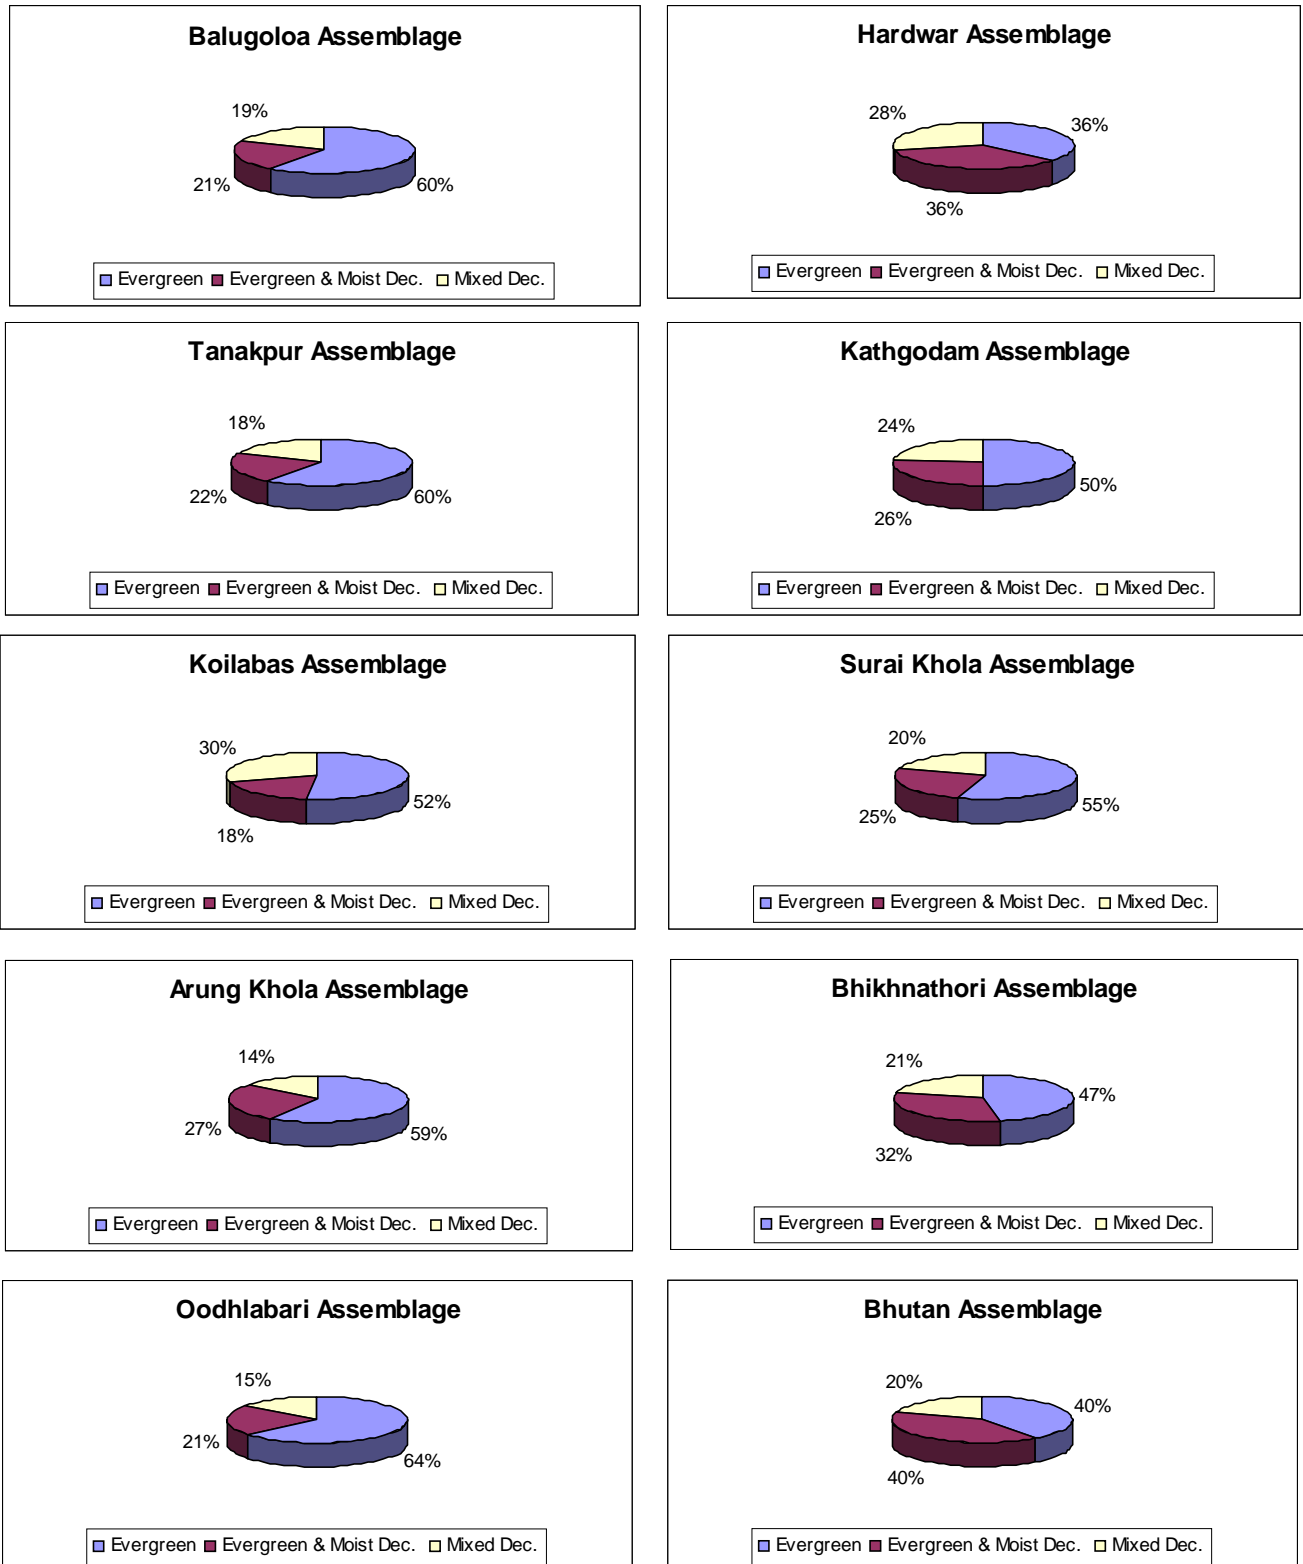 Balugoloa Assemblage
19%
21%
60%
Evergreen Evergreen & Moist Dec. Mixed Dec.
Hardwar Assemblage
28%
36%
36%
Evergreen Evergreen & Moist Dec. Mixed Dec.
Tanakpur Assemblage
18%
22%
60%
Evergreen Evergreen & Moist Dec. Mixed Dec.
Kathgodam Assemblage
24%
50%
26%
Evergreen Evergreen & Moist Dec. Mixed Dec.
Koilabas Assemblage
30%
52%
18%
Evergreen Evergreen & Moist Dec. Mixed Dec.
Surai Khola Assemblage
20%
55%
25%
Evergreen Evergreen & Moist Dec. Mixed Dec.
Arung Khola Assemblage
14%
27%
59%
Evergreen Evergreen & Moist Dec. Mixed Dec.
Bhikhnathori Assemblage
21%
47%
32%
Evergreen Evergreen & Moist Dec. Mixed Dec.
Oodhlabari Assemblage
15%
21%
64%
Evergreen Evergreen & Moist Dec. Mixed Dec.
Bhutan Assemblage
20%
40%
40%
Evergreen Evergreen & Moist Dec. Mixed Dec.